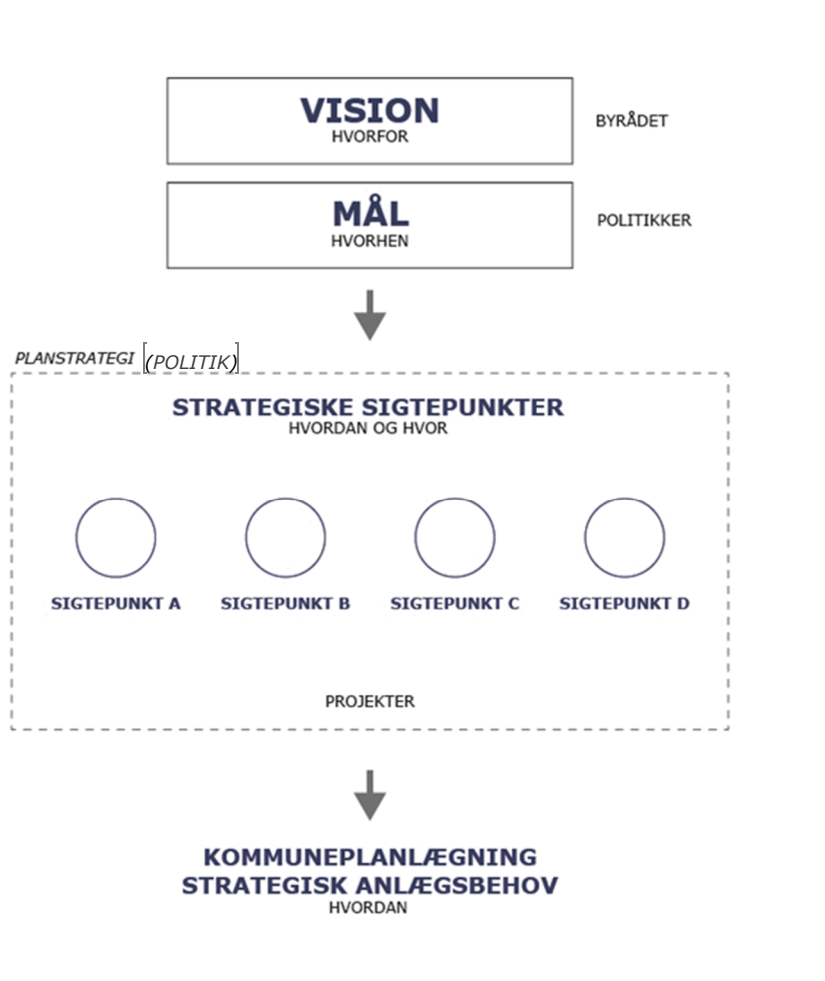 VISION
HVORFOR
BYRÅDET
MÅL
HVORHEN
POLITIKKER
PLANSTRATEGI (POLITIK)
STRATEGISKE SIGTEPUNKTER
HVORDAN OG HVOR
SIGTEPUNKT A SIGTEPUNKT B SIGTEPUNKT C SIGTEPUNKT D
PROJEKTER
KOMMUNEPLANLÆGNING
STRATEGISK ANLÆGSBEHOV
HVORDAN